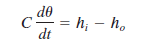 C dθ/dt = h_i − h_o